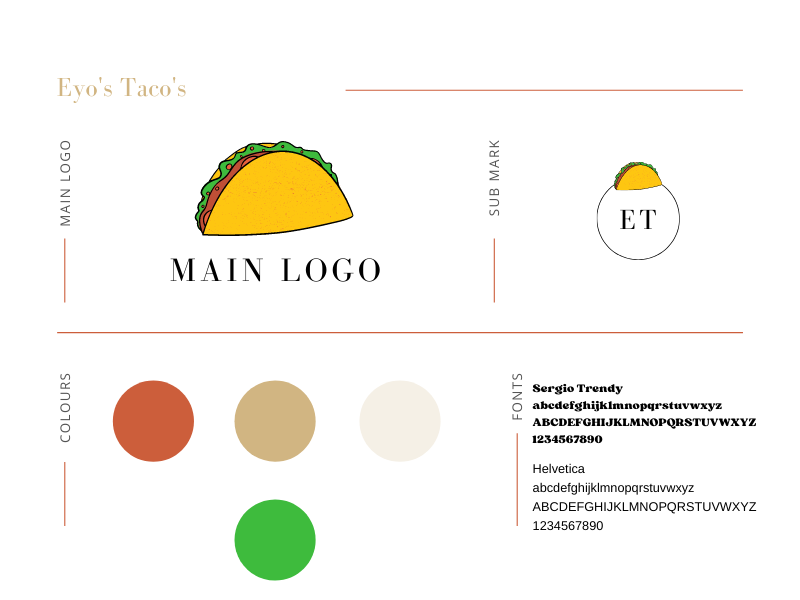 Eyo's Taco's
MAIN LOGO
MAIN LOGO
SUB MARK
ET
COLOURS
FONTS
Sergio Trendy
abcdefghijklmnopqrstuvwxyz
ABCDEFGHIJKLMNOPQRSTUVWXYZ
1234567890
Helvetica
abcdefghijklmnopqrstuvwxyz
ABCDEFGHIJKLMNOPQRSTUVWXYZ
1234567890